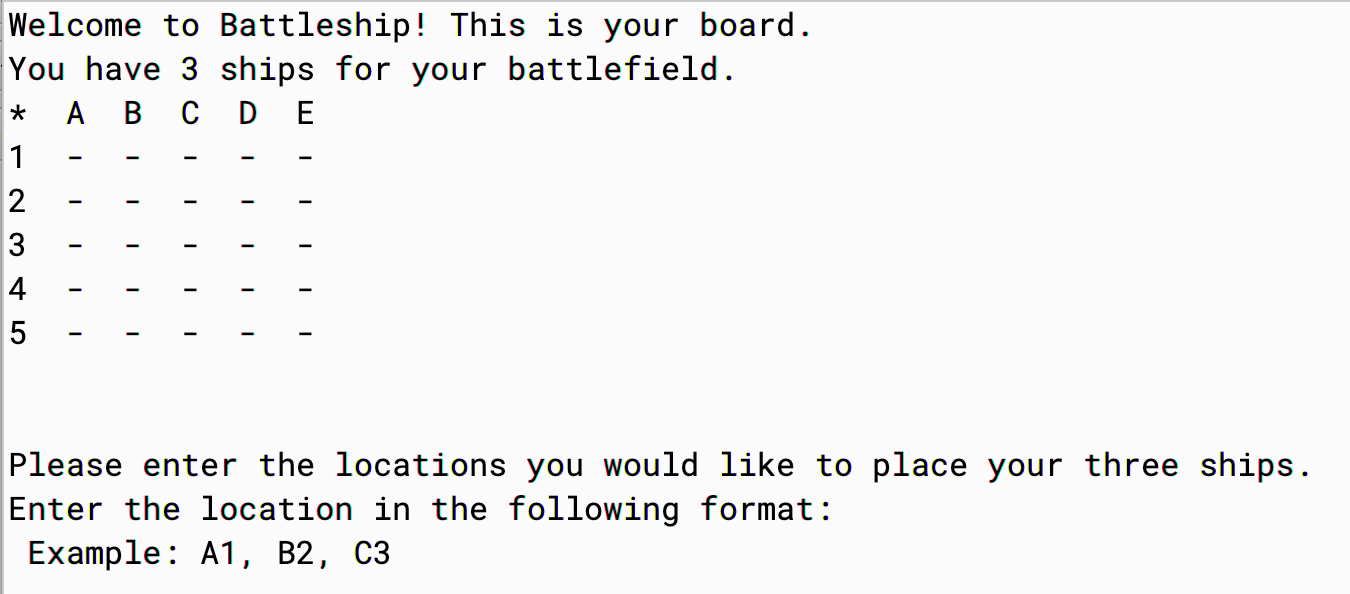 Welcome to Battleship! This is your board.
You have 3 ships for your battlefield.
* A B C D E
1 - - - - -
2 - - - - -
3 - - - - -
4 - - - - -
5 - - - - -
Please enter the locations you would like to place your three ships.
Enter the location in the following format:
Example: A1, B2, C3